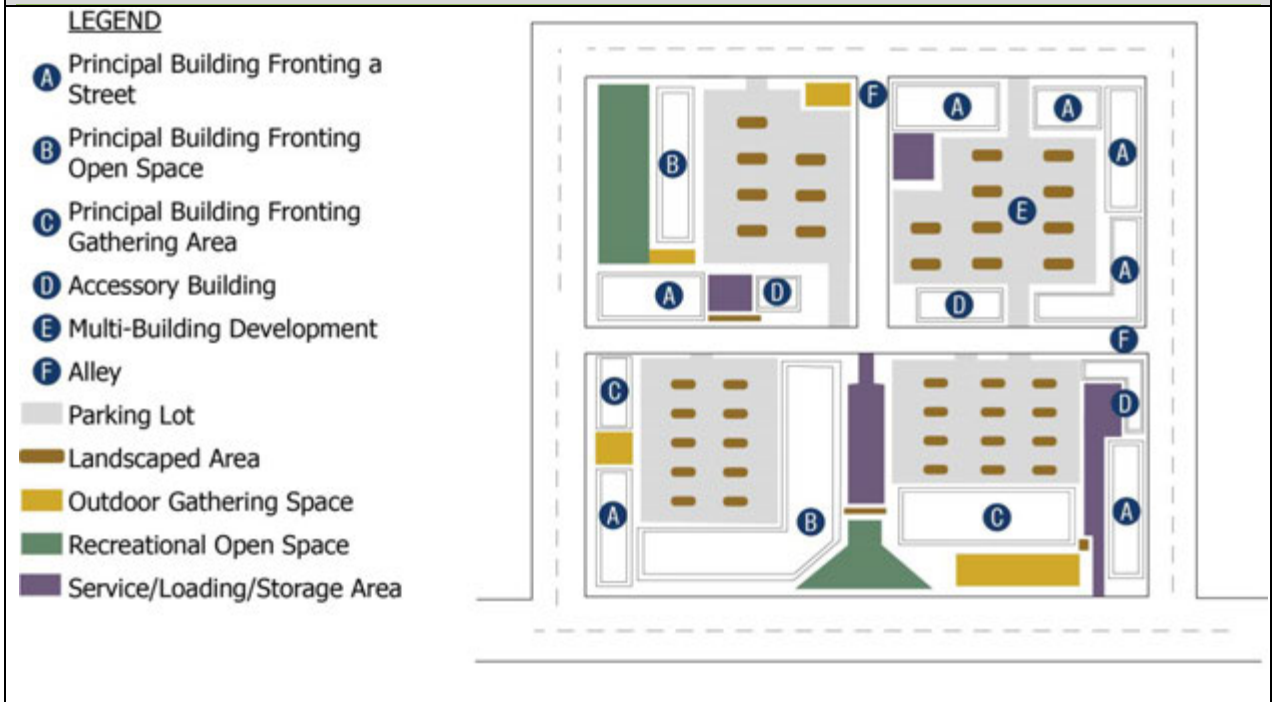 LEGEND
A Principal Building Fronting a
Street
B Principal Building Fronting
Open Space
C Principal Building Fronting
Gathering Area
D Accessory Building
E Multi-Building Development
F Alley
Parking Lot
Landscaped Area
Outdoor Gathering Space
Recreational Open Space
Service/Loading/Storage Area
F
A
A
B
A
E
A
A
D
D
F
C
D
A
B
C
A